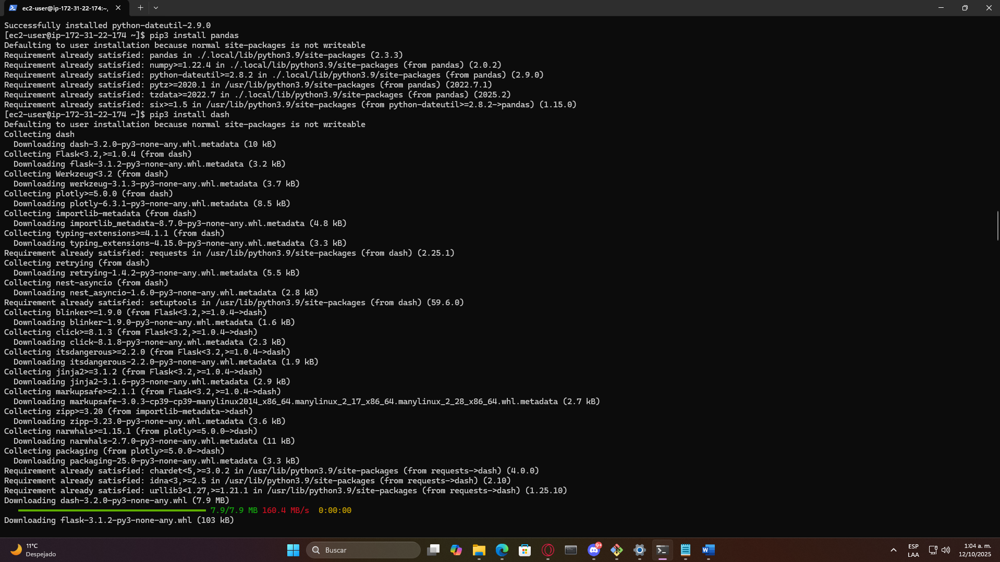 ec2-user@ip-172-31-22-174:~,
Successfully installed python-dateutil-2.9.0
[ec2-user@ip-172-31-22-174 ~]$ pip3 install pandas
Defaulting to user installation because normal site-packages is not writeable
Requirement already satisfied: pandas in ./.local/lib/python3.9/site-packages (2.3.3)
Requirement already satisfied: numpy>=1.22.4 in ./.local/lib/python3.9/site-packages (from pandas) (2.0.2)
Requirement already satisfied: python-dateutil>=2.8.2 in ./.local/lib/python3.9/site-packages (from pandas) (2.9.0)
Requirement already satisfied: pytz>=2020.1 in /usr/lib/python3.9/site-packages (from pandas) (2022.7.1)
Requirement already satisfied: tzdata>=2022.7 in ./.local/lib/python3.9/site-packages (from pandas) (2025.2)
Requirement already satisfied: six>=1.5 in /usr/lib/python3.9/site-packages (from python-dateutil>=2.8.2->pandas) (1.15.0)
[ec2-user@ip-172-31-22-174 ~]$ pip3 install dash
Defaulting to user installation because normal site-packages is not writeable
Collecting dash
  Downloading dash-3.2.0-py3-none-any.whl.metadata (10 kB)
Collecting Flask<3.2,>=1.0.4 (from dash)
  Downloading flask-3.1.2-py3-none-any.whl.metadata (3.2 kB)
Collecting Werkzeug<3.2 (from dash)
  Downloading werkzeug-3.1.3-py3-none-any.whl.metadata (3.7 kB)
Collecting plotly>=5.0.0 (from dash)
  Downloading plotly-6.3.1-py3-none-any.whl.metadata (8.5 kB)
Collecting importlib-metadata (from dash)
  Downloading importlib_metadata-8.7.0-py3-none-any.whl.metadata (4.8 kB)
Collecting typing-extensions>=4.1.1 (from dash)
  Downloading typing_extensions-4.15.0-py3-none-any.whl.metadata (3.3 kB)
Requirement already satisfied: requests in /usr/lib/python3.9/site-packages (from dash) (2.25.1)
Collecting retrying (from dash)
  Downloading retrying-1.4.2-py3-none-any.whl.metadata (5.5 kB)
Collecting nest-asyncio (from dash)
  Downloading nest_asyncio-1.6.0-py3-none-any.whl.metadata (2.8 kB)
Requirement already satisfied: setuptools in /usr/lib/python3.9/site-packages (from dash) (59.6.0)
Collecting blinker>=1.9.0 (from Flask<3.2,>=1.0.4->dash)
  Downloading blinker-1.9.0-py3-none-any.whl.metadata (1.6 kB)
Collecting click>=8.1.3 (from Flask<3.2,>=1.0.4->dash)
  Downloading click-8.1.8-py3-none-any.whl.metadata (2.3 kB)
Collecting itsdangerous>=2.2.0 (from Flask<3.2,>=1.0.4->dash)
  Downloading itsdangerous-2.2.0-py3-none-any.whl.metadata (1.9 kB)
Collecting jinja2>=3.1.2 (from Flask<3.2,>=1.0.4->dash)
  Downloading jinja2-3.1.6-py3-none-any.whl.metadata (2.9 kB)
Collecting markupsafe>=2.1.1 (from Flask<3.2,>=1.0.4->dash)
  Downloading markupsafe-3.0.3-cp39-cp39-manylinux2014_x86_64.manylinux_2_17_x86_64.manylinux_2_28_x86_64.whl.metadata (2.7 kB)
Collecting zipp>=3.20 (from importlib-metadata->dash)
  Downloading zipp-3.23.0-py3-none-any.whl.metadata (3.6 kB)
Collecting narwhals>=1.15.1 (from plotly>=5.0.0->dash)
  Downloading narwhals-2.7.0-py3-none-any.whl.metadata (11 kB)
Collecting packaging (from plotly>=5.0.0->dash)
  Downloading packaging-25.0-py3-none-any.whl.metadata (3.3 kB)
Requirement already satisfied: chardet<5,>=3.0.2 in /usr/lib/python3.9/site-packages (from requests->dash) (4.0.0)
Requirement already satisfied: idna<3,>=2.5 in /usr/lib/python3.9/site-packages (from requests->dash) (2.10)
Requirement already satisfied: urllib3<1.27,>=1.21.1 in /usr/lib/python3.9/site-packages (from requests->dash) (1.25.10)
Downloading dash-3.2.0-py3-none-any.whl (7.9 MB)
7.9/7.9 MB 160.4 MB/s  0:00:00
Downloading flask-3.1.2-py3-none-any.whl (103 kB)
11°C
Despejado
Buscar
9+
W
ESP
LAA
1:04 a. m.
12/10/2025